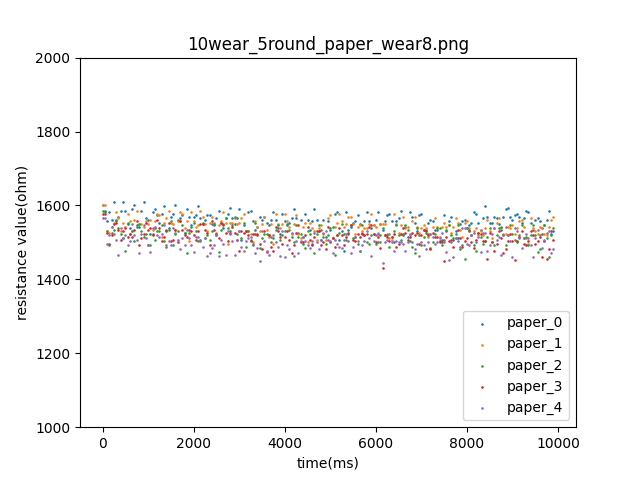 10wear_5round_paper_wear8.png
2000
1800
1600
1400
1200
1000
resistance value(ohm)
0 2000 4000 6000 8000 10000
time(ms)
paper_0
paper_1
paper_2
paper_3
paper_4